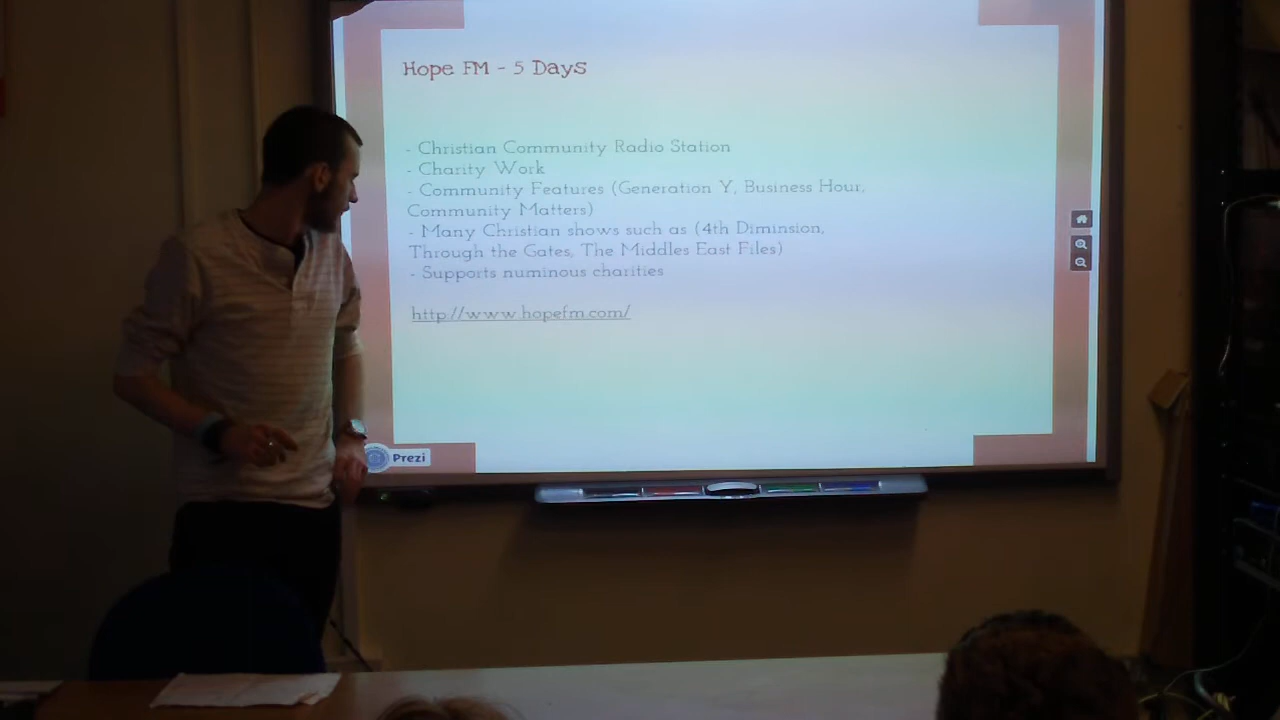 Hope FM - 5 Days
- Christian Community Radio Station
- Charity Work
- Community Features (Generation Y, Business Hour,
Community Matters)
- Many Christian shows such as (4th Diminsion,
Through the Gates, The Middles East Files)
- Supports numinous charities
http://www.hopefm.com/
Prezi